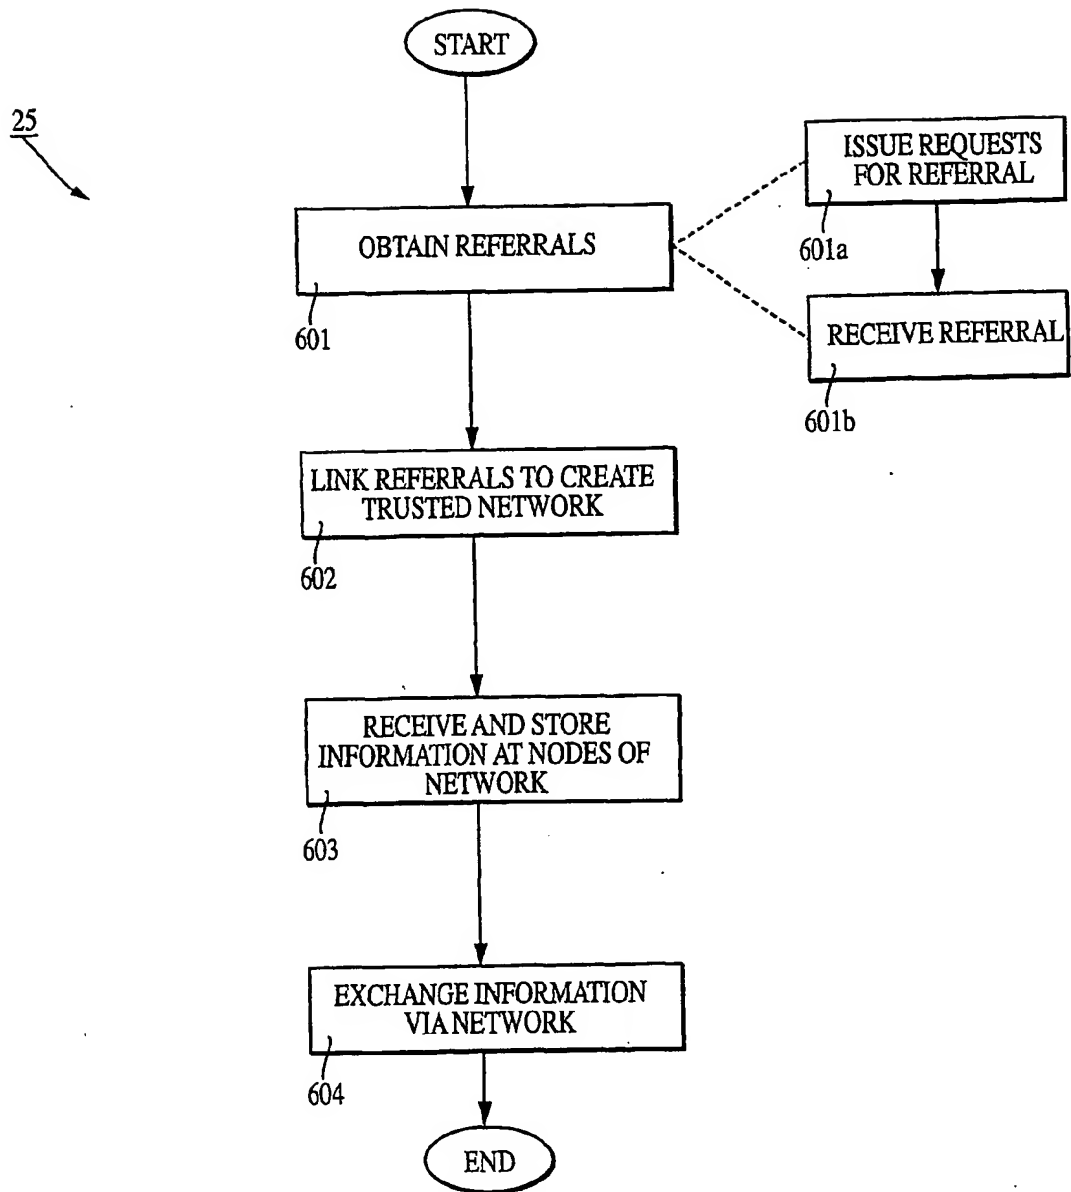 START
25
ISSUE REQUESTS
FOR REFERRAL
601a
OBTAIN REFERRALS
601
RECEIVE REFERRAL
601b
LINK REFERRALS TO CREATE
TRUSTED NETWORK
602
RECEIVE AND STORE
INFORMATION AT NODES OF
NETWORK
603
EXCHANGE INFORMATION
VIA NETWORK
604
END